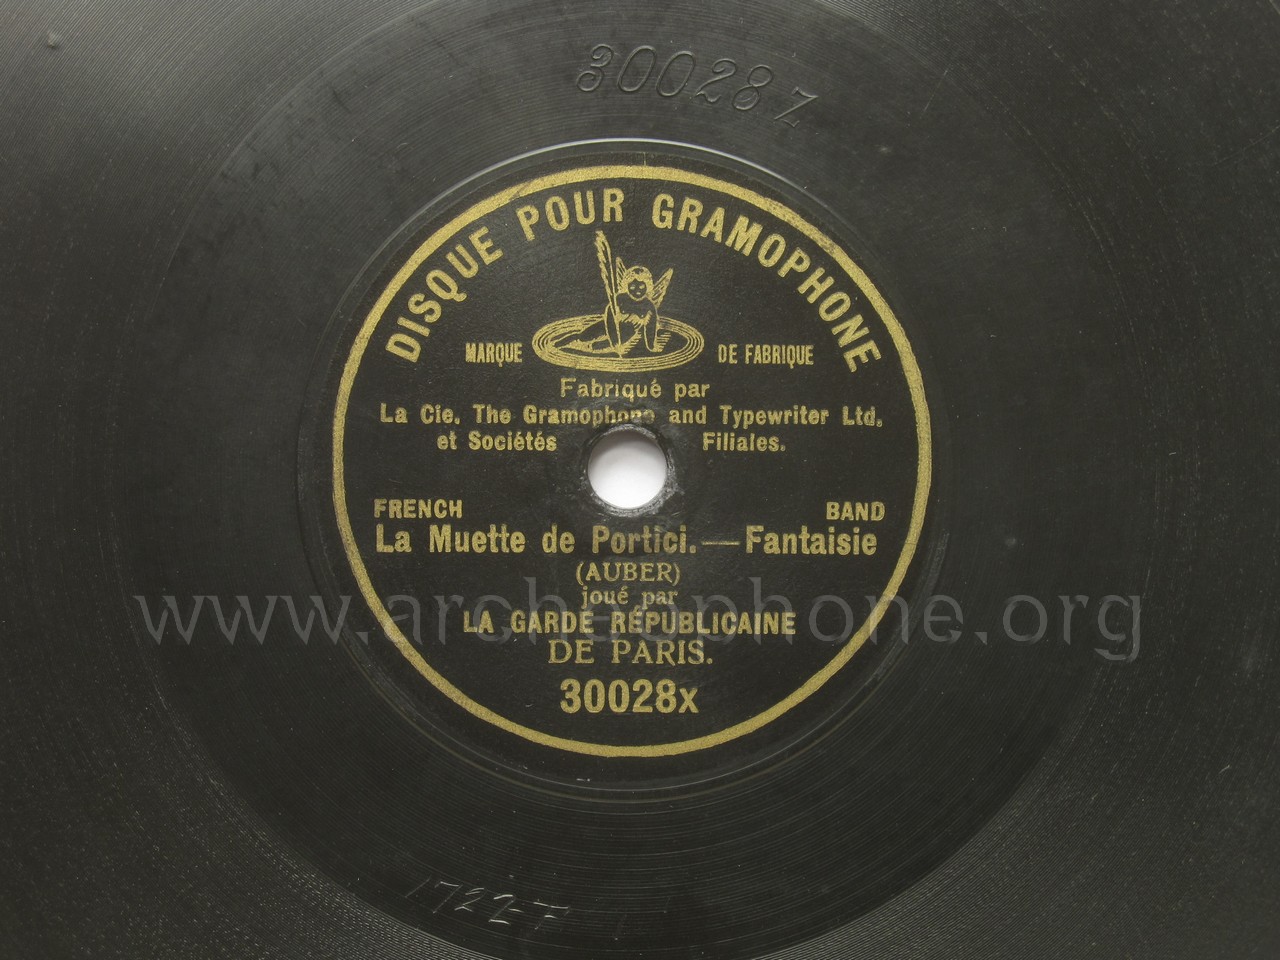 30028 Z
DISQUE POUR GRAMOPHONE
MARQUE DE FABRIQUE
Fabriqué par
La Cie. The Gramophone and Typewriter Ltd.
et Sociétés Filiales.
FRENCH BAND
La Muette de Portici. — Fantaisie
(AUBER)
joué par
www.archeophone.org
LA GARDE RÉPUBLICAINE
DE PARIS.
30028x